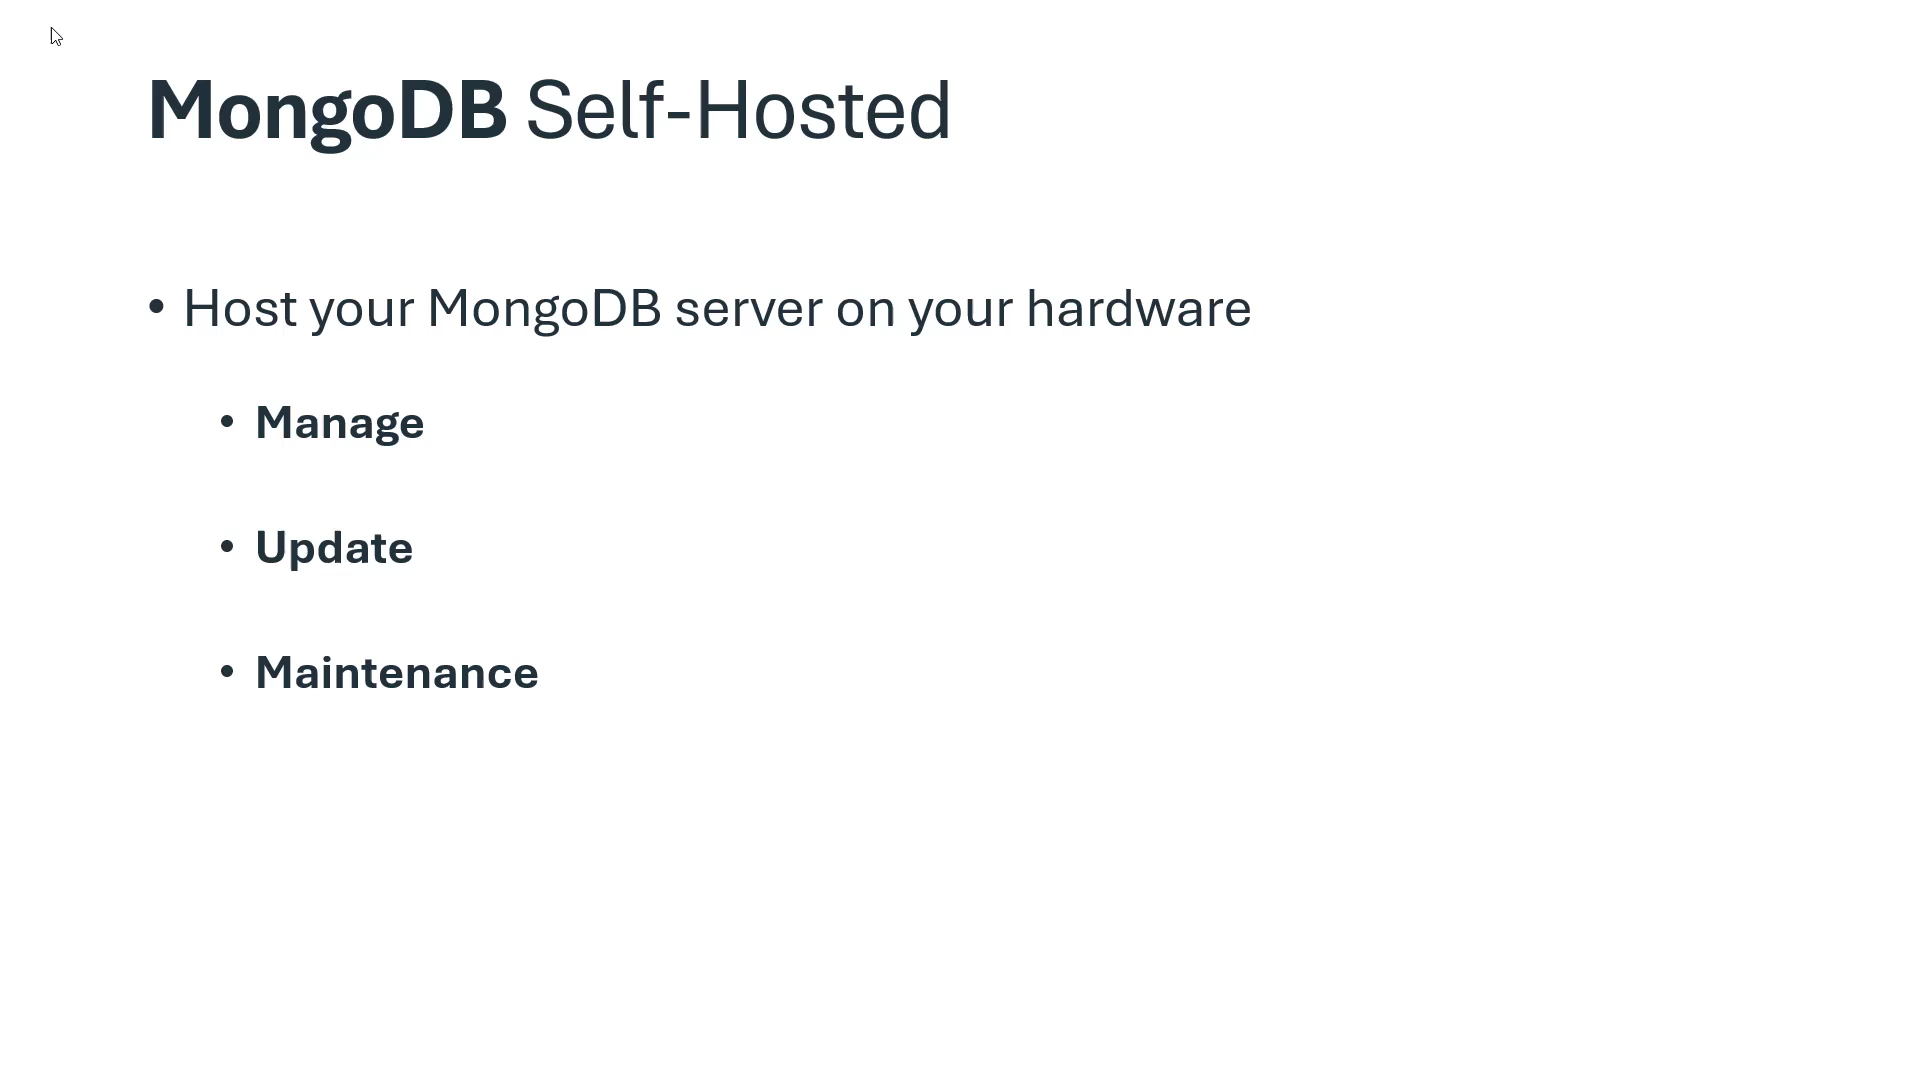 MongoDB Self-Hosted
• Host your MongoDB server on your hardware
• Manage
• Update
• Maintenance